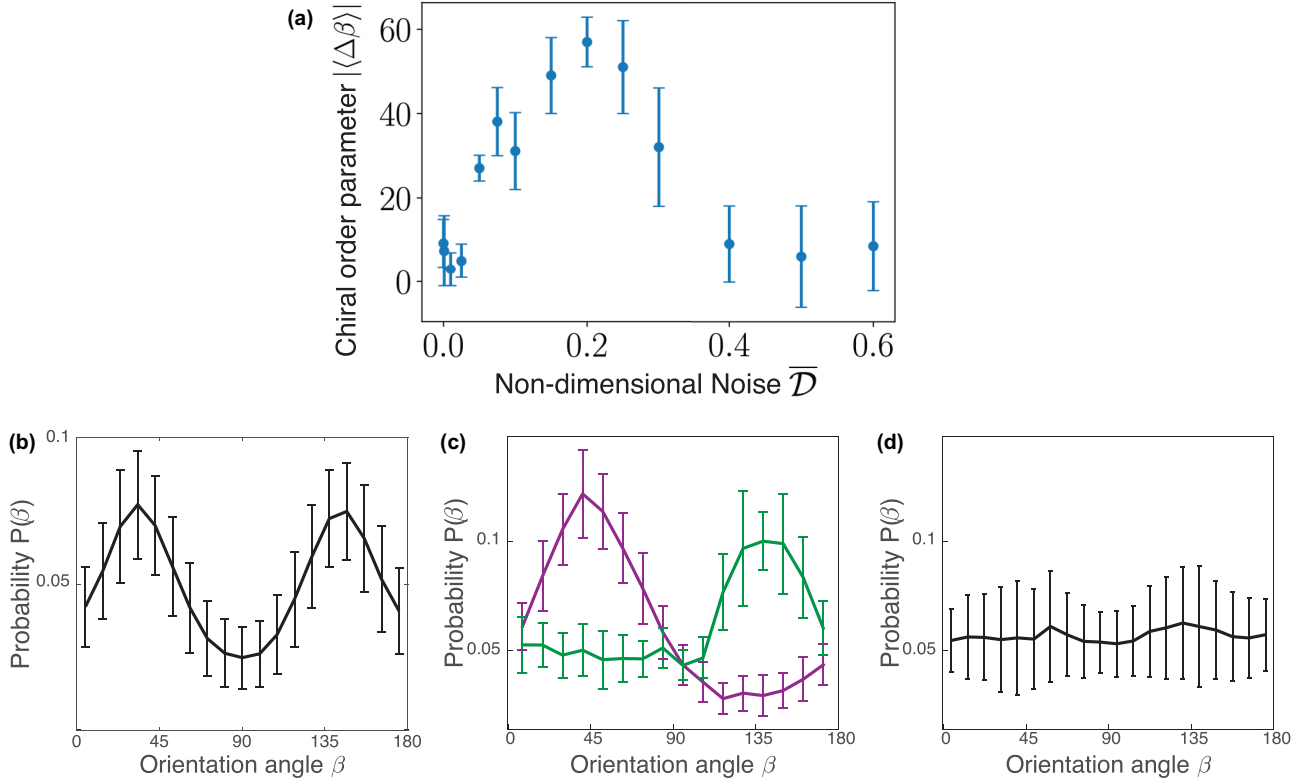 (a)
Chiral order parameter |⟨Δβ⟩|
60
40
20
0
0.0 0.2 0.4 0.6
Non-dimensional Noise \overline{𝒟}
(b)
Probability P(β)
0.1
0.05
0 45 90 135 180
Orientation angle β
(c)
Probability P(β)
0.1
0.05
0 45 90 135 180
Orientation angle β
(d)
Probability P(β)
0.1
0.05
0 45 90 135 180
Orientation angle β